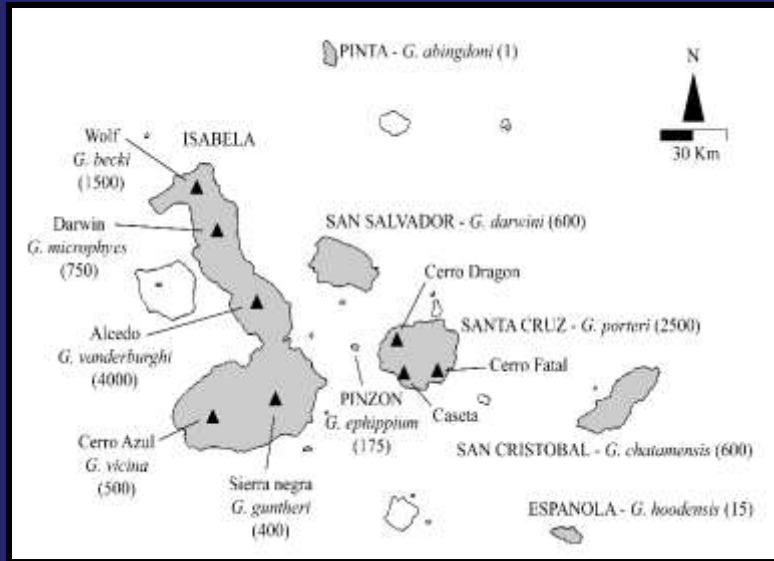 PINTA - G. abingdoni (1)
N
30 Km
Wolf
G. becki
(1500)
ISABELA
Darwin
G. microphyes
(750)
SAN SALVADOR - G. darwini (600)
Cerro Dragon
Alcedo
G. vanderburghi
(4000)
SANTA CRUZ - G. porteri (2500)
Cerro Fatal
Caseta
PINZON
G. ephippium
(175)
Cerro Azul
G. vicina
(500)
Sierra negra
G. guntheri
(400)
SAN CRISTOBAL - G. chatamensis (600)
ESPANOLA - G. hoodensis (15)